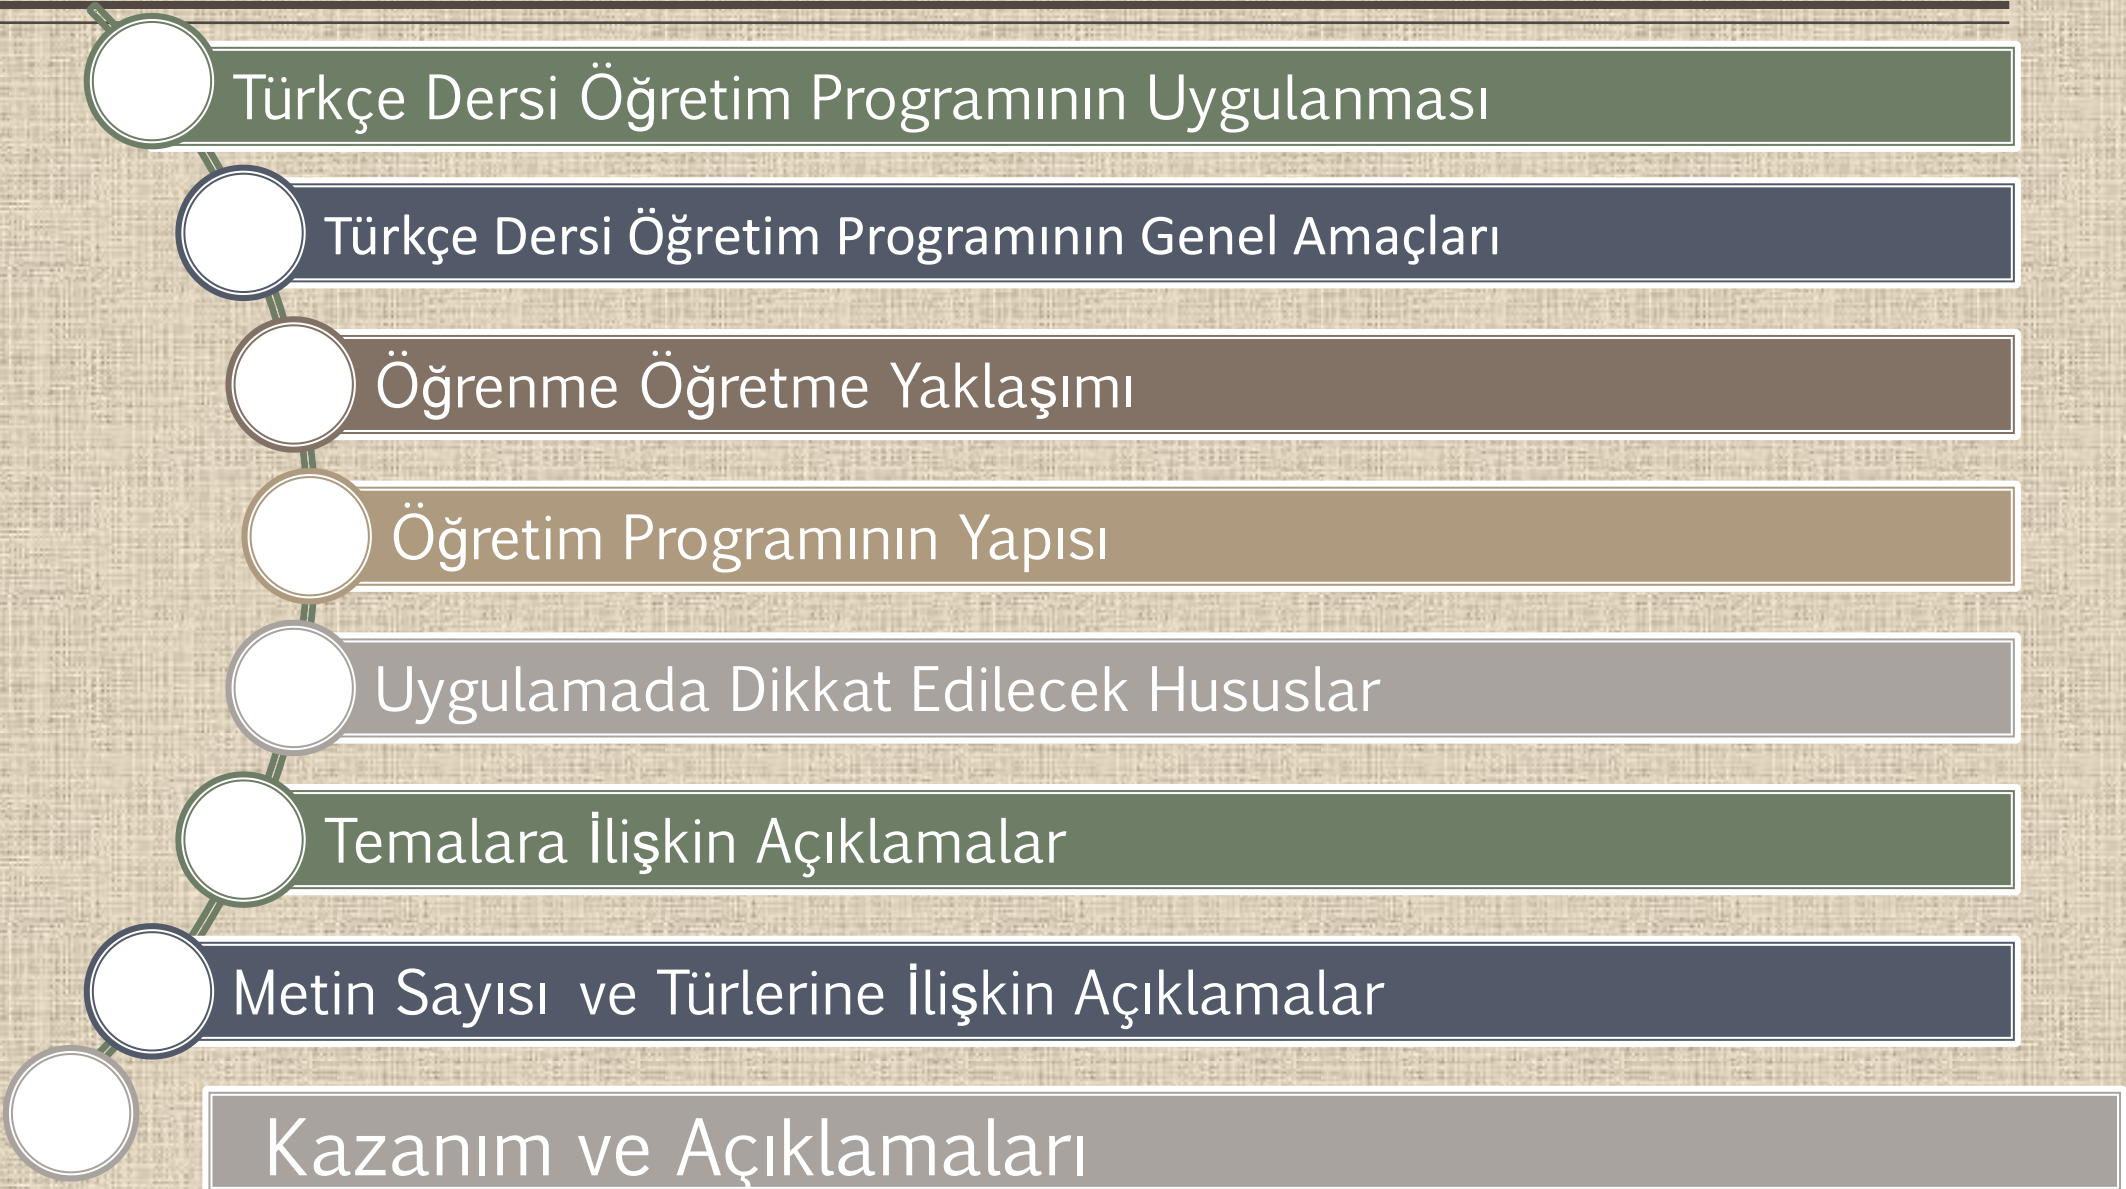 Türkçe Dersi Öğretim Programının Uygulanması
Türkçe Dersi Öğretim Programının Genel Amaçları
Öğrenme Öğretme Yaklaşımı
Öğretim Programının Yapısı
Uygulamada Dikkat Edilecek Hususlar
Temalara İlişkin Açıklamalar
Metin Sayısı ve Türlerine İlişkin Açıklamalar
Kazanım ve Açıklamaları